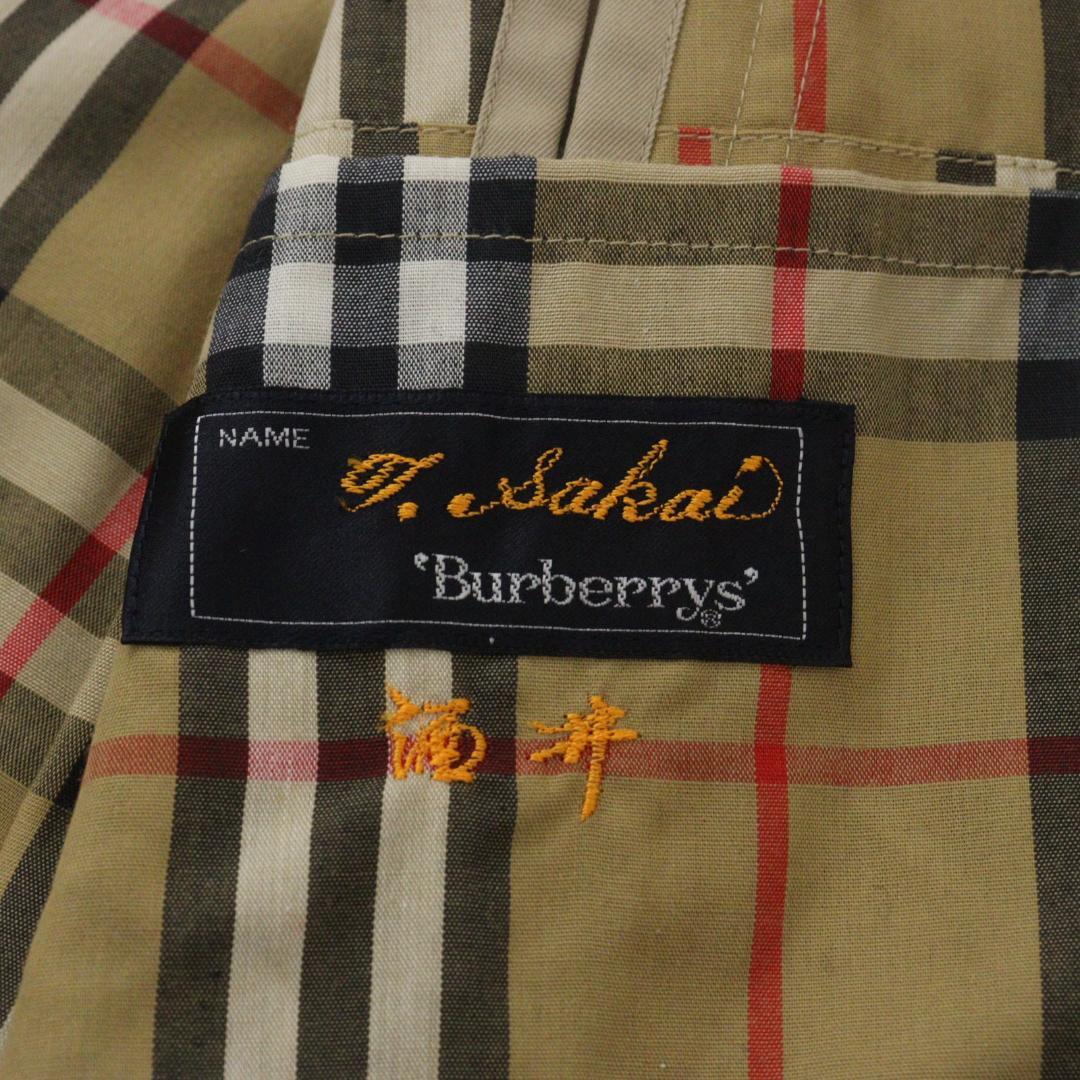 NAME
T. Sakai
'Burberrys'®
酒井